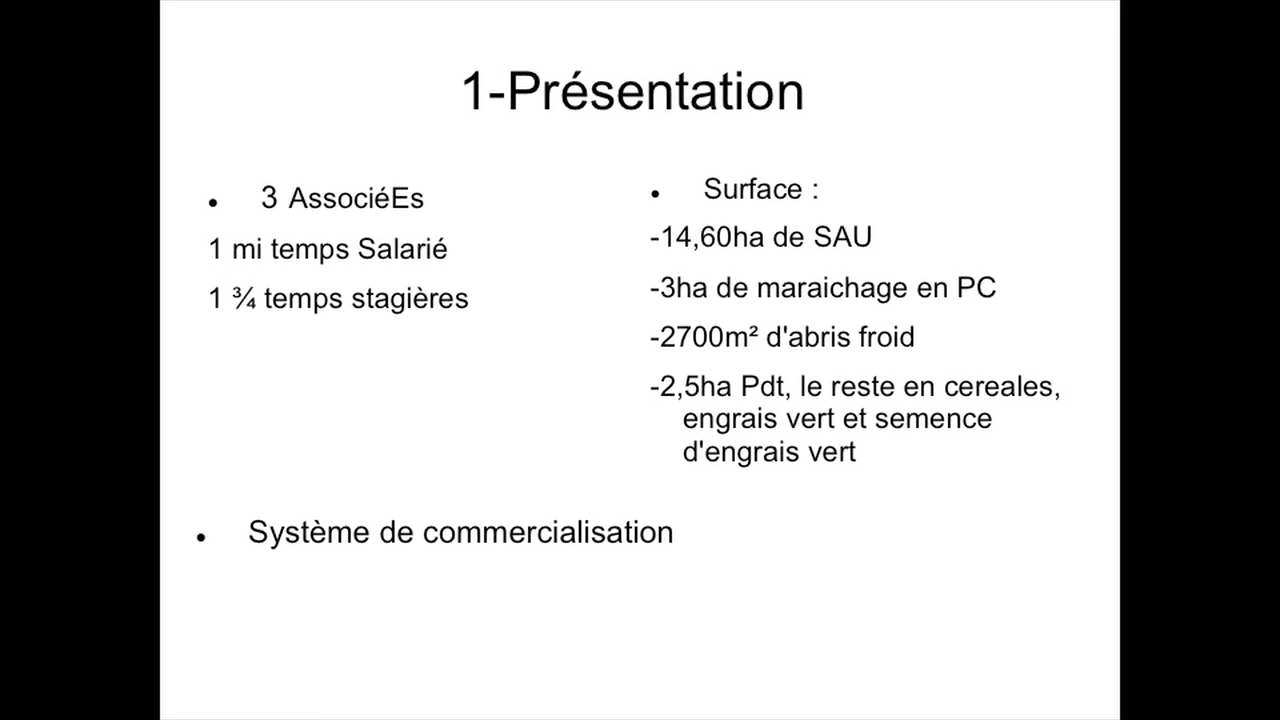 1-Présentation
• 3 AssociéEs
1 mi temps Salarié
1 ¾ temps stagières
• Surface :
-14,60ha de SAU
-3ha de maraichage en PC
-2700m² d'abris froid
-2,5ha Pdt, le reste en cereales,
engrais vert et semence
d'engrais vert
• Système de commercialisation